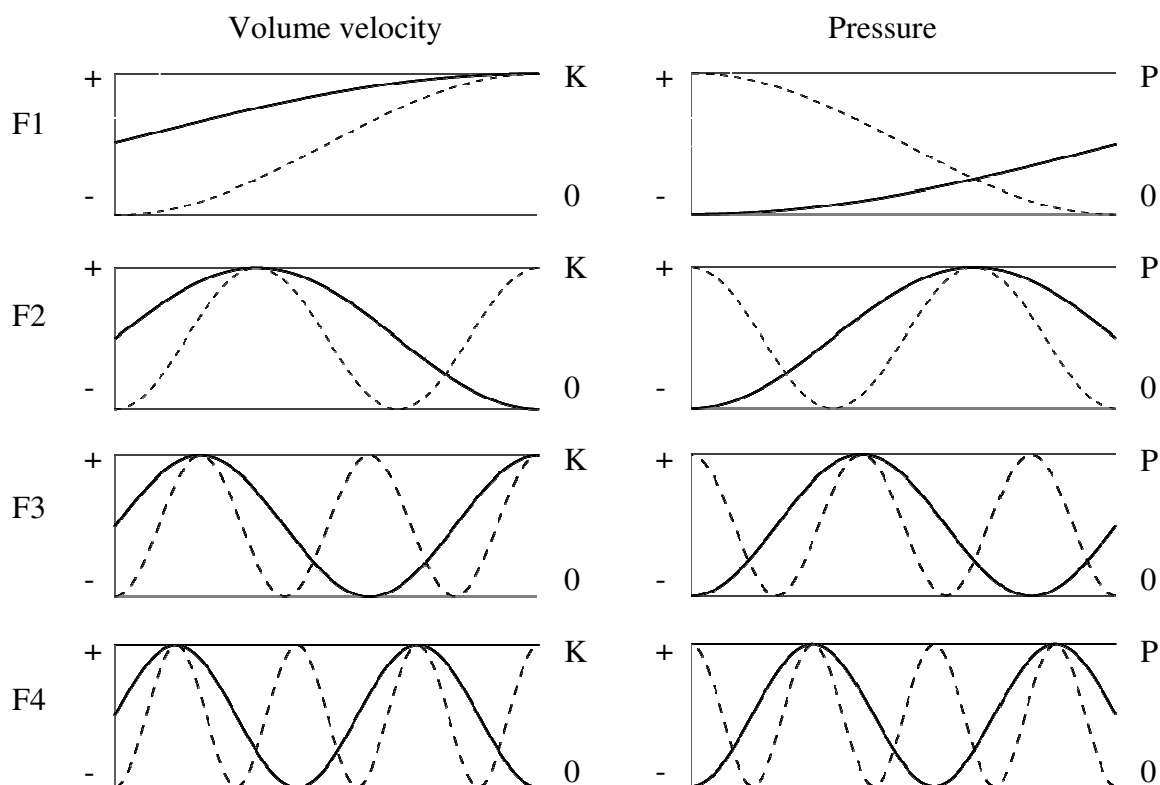 Volume velocity Pressure
+ K + P
F1
- 0 - 0
+ K + P
F2
- 0 - 0
+ K + P
F3
- 0 - 0
+ K + P
F4
- 0 - 0